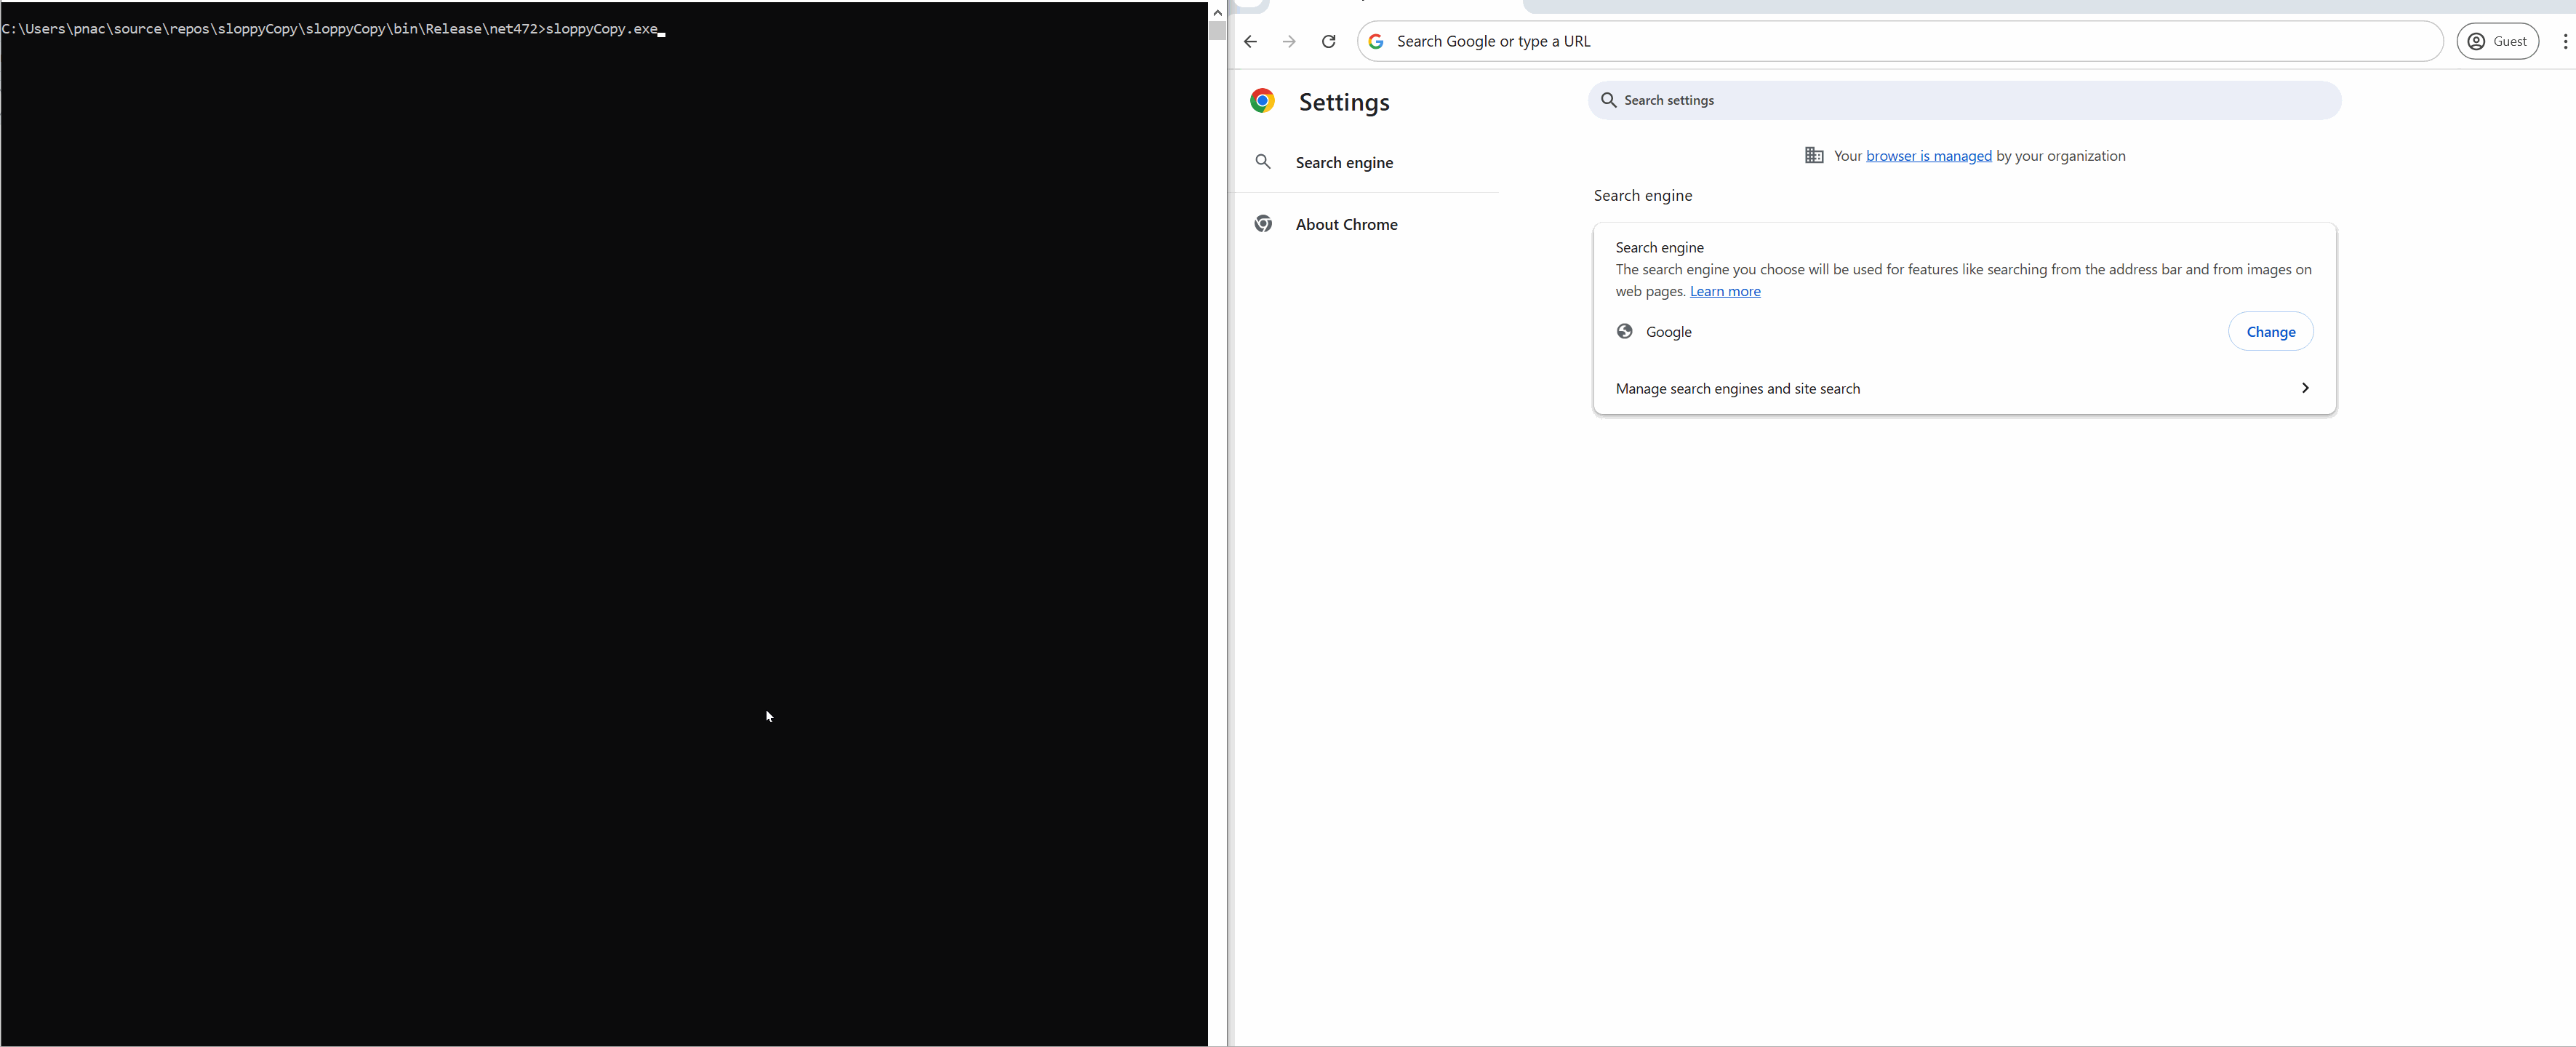 C:\Users\pnac\source\repos\sloppyCopy\sloppyCopy\bin\Release\net472>sloppyCopy.exe
Search Google or type a URL
Guest
Settings
Search settings
Search engine
Your browser is managed by your organization
Search engine
About Chrome
Search engine
The search engine you choose will be used for features like searching from the address bar and from images on
web pages. Learn more
Google
Change
Manage search engines and site search